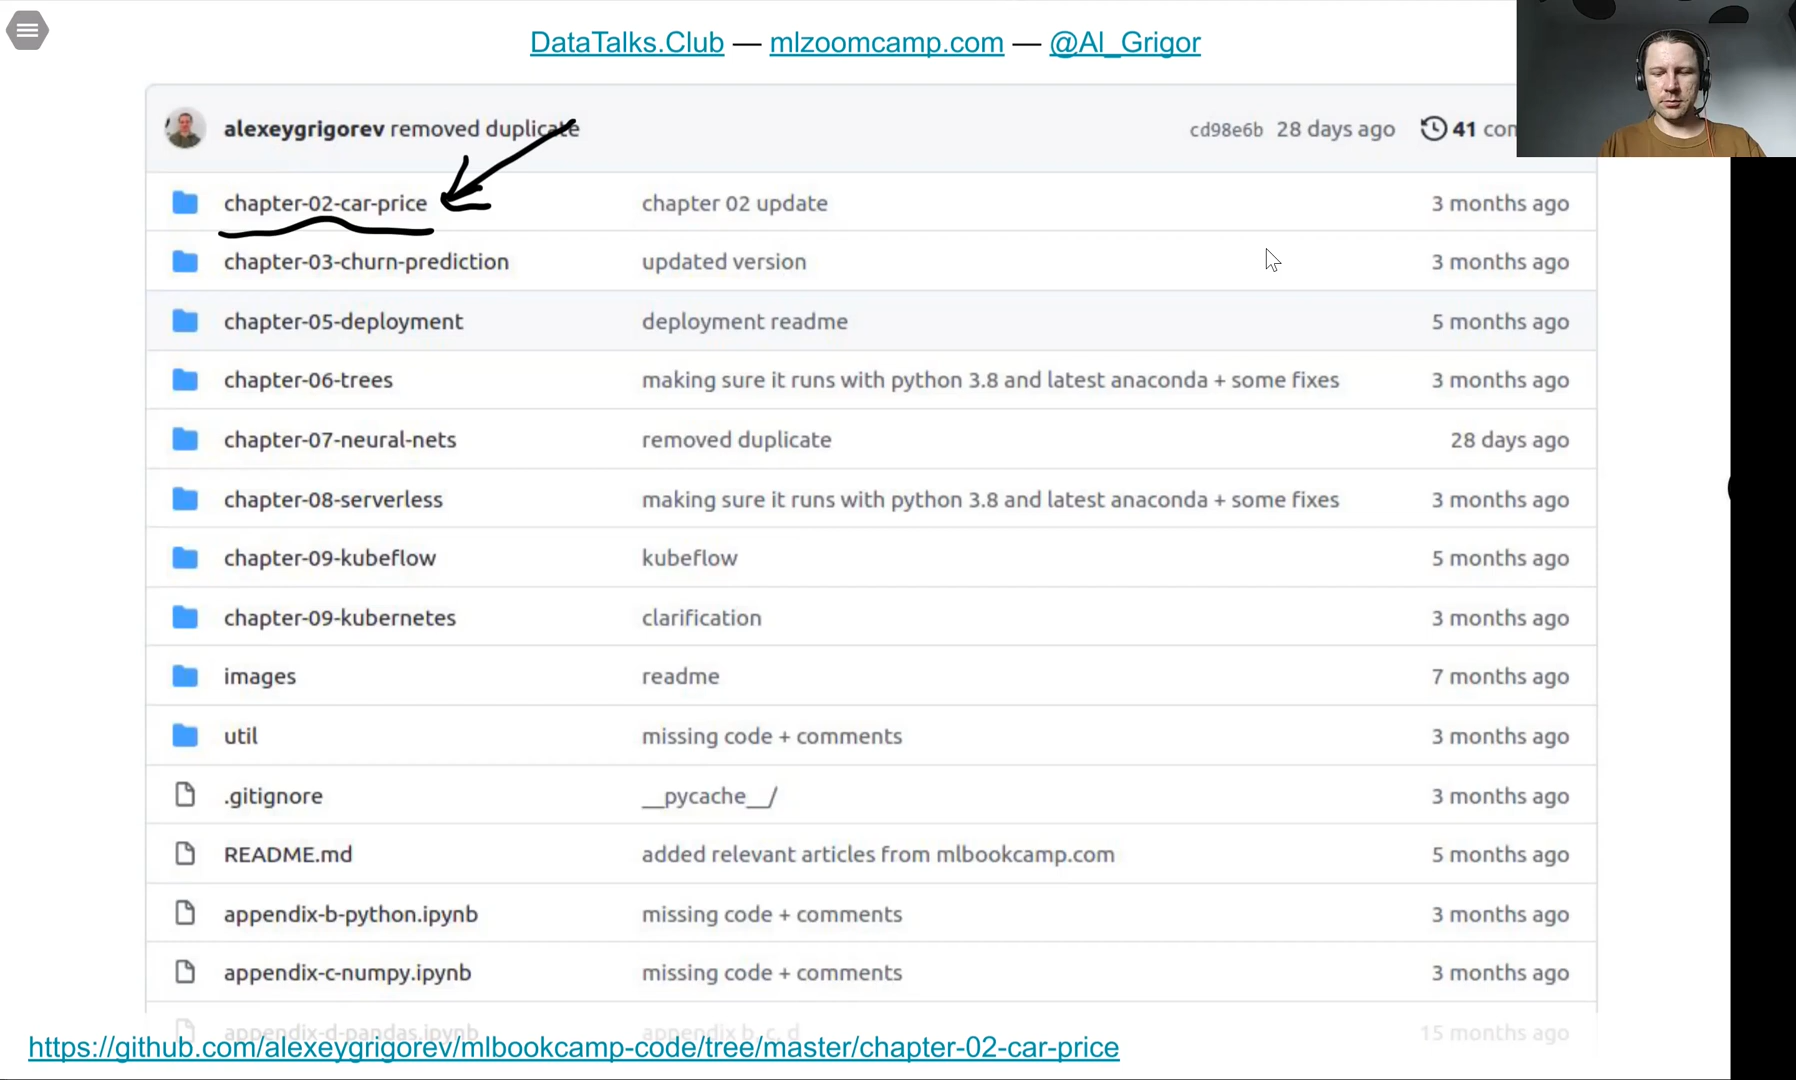 DataTalks.Club — mlzoomcamp.com — @Al_Grigor
alexeygrigorev removed duplicate cd98e6b 28 days ago 41 com
chapter-02-car-price chapter 02 update 3 months ago
chapter-03-churn-prediction updated version 3 months ago
chapter-05-deployment deployment readme 5 months ago
chapter-06-trees making sure it runs with python 3.8 and latest anaconda + some fixes 3 months ago
chapter-07-neural-nets removed duplicate 28 days ago
chapter-08-serverless making sure it runs with python 3.8 and latest anaconda + some fixes 3 months ago
chapter-09-kubeflow kubeflow 5 months ago
chapter-09-kubernetes clarification 3 months ago
images readme 7 months ago
util missing code + comments 3 months ago
.gitignore __pycache__/ 3 months ago
README.md added relevant articles from mlbookcamp.com 5 months ago
appendix-b-python.ipynb missing code + comments 3 months ago
appendix-c-numpy.ipynb missing code + comments 3 months ago
appendix-d-pandas.ipynb appendix b, c, d 15 months ago
https://github.com/alexeygrigorev/mlbookcamp-code/tree/master/chapter-02-car-price